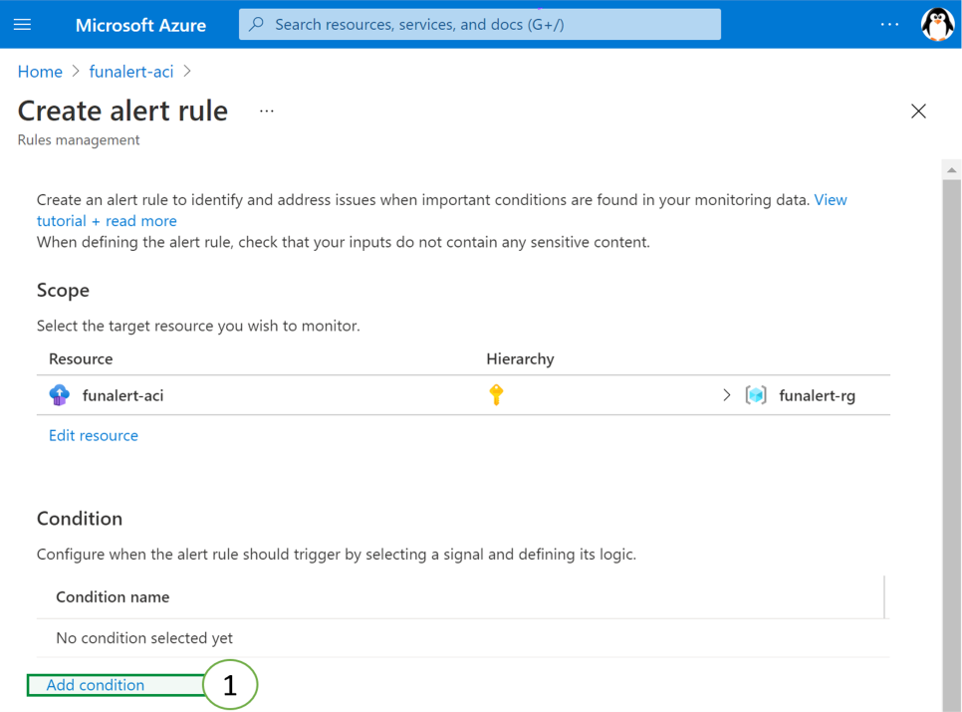 Microsoft Azure
Search resources, services, and docs (G+/)
...
Home > funalert-aci >
Create alert rule ...
Rules management
Create an alert rule to identify and address issues when important conditions are found in your monitoring data. View
tutorial + read more
When defining the alert rule, check that your inputs do not contain any sensitive content.
Scope
Select the target resource you wish to monitor.
Resource Hierarchy
funalert-aci > funalert-rg
Edit resource
Condition
Configure when the alert rule should trigger by selecting a signal and defining its logic.
Condition name
No condition selected yet
Add condition 1